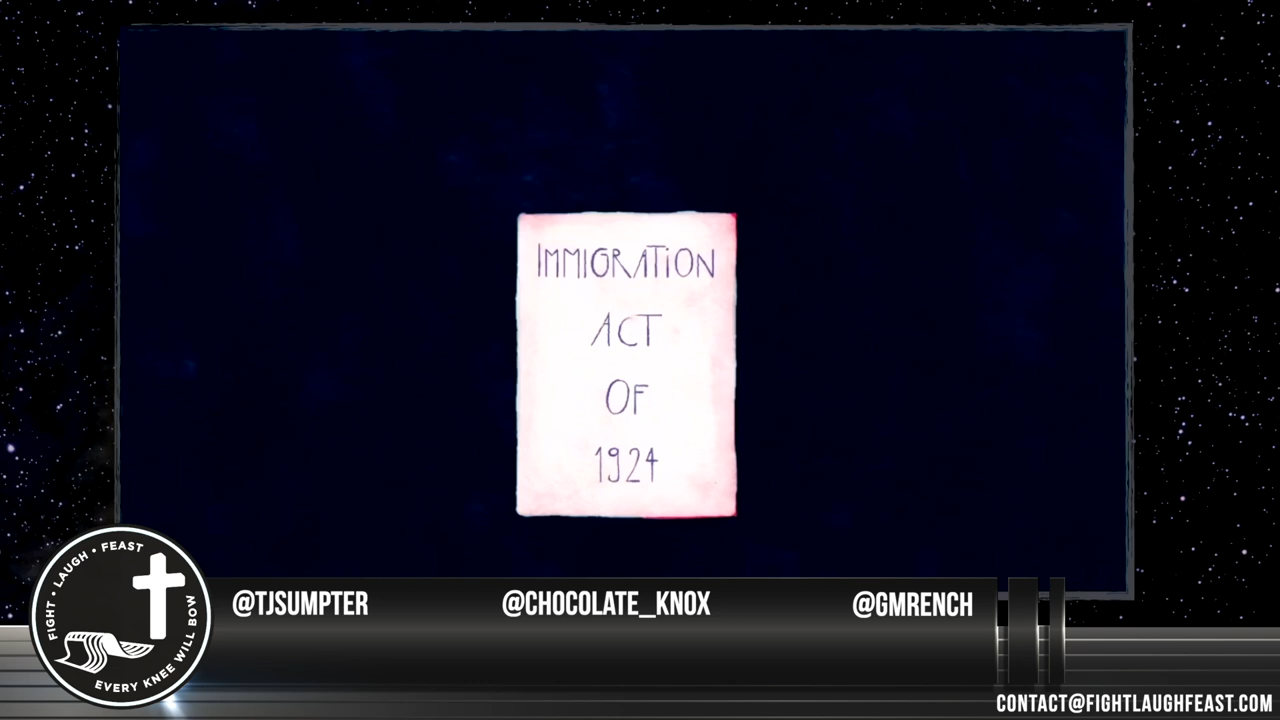 IMMIGRATION
ACT
OF
1924
FIGHT • LAUGH • FEAST
EVERY KNEE WILL BOW
@TJSUMPTER @CHOCOLATE_KNOX @GMRENCH
CONTACT@FIGHTLAUGHFEAST.COM